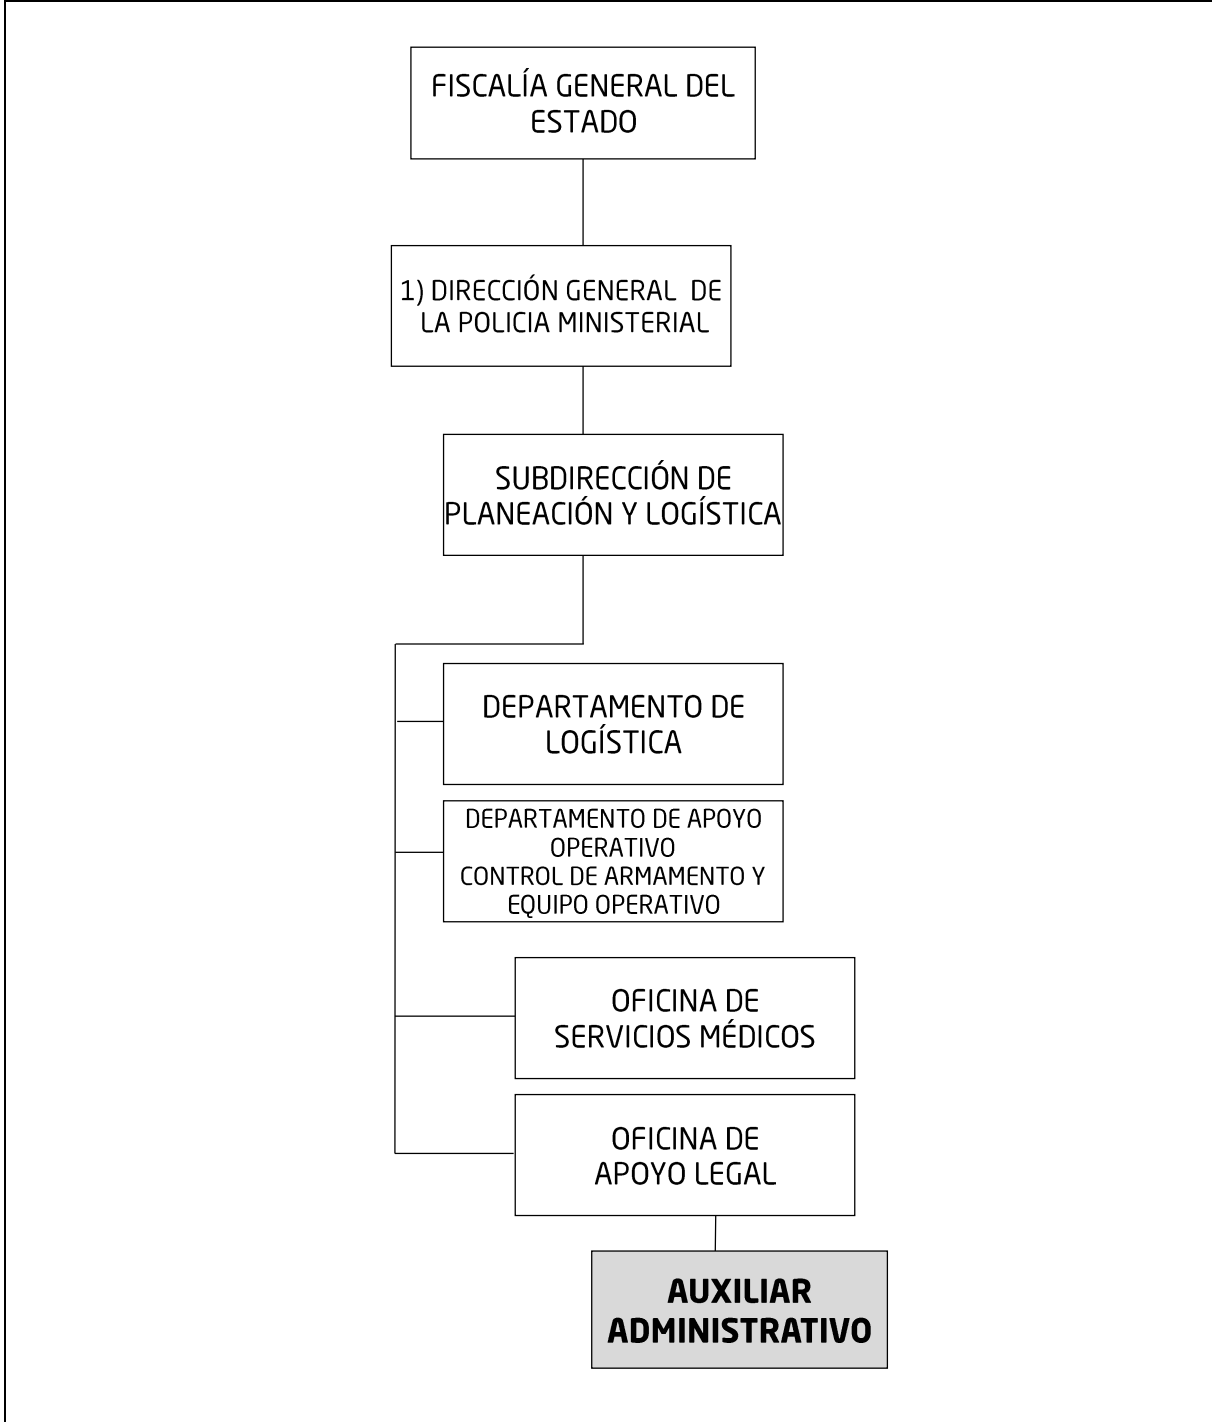 FISCALÍA GENERAL DEL
ESTADO
1) DIRECCIÓN GENERAL  DE
LA POLICIA MINISTERIAL
SUBDIRECCIÓN DE
PLANEACIÓN Y LOGÍSTICA
DEPARTAMENTO DE
LOGÍSTICA
DEPARTAMENTO DE APOYO
OPERATIVO
CONTROL DE ARMAMENTO Y
EQUIPO OPERATIVO
OFICINA DE
SERVICIOS MÉDICOS
OFICINA DE
APOYO LEGAL
AUXILIAR
ADMINISTRATIVO